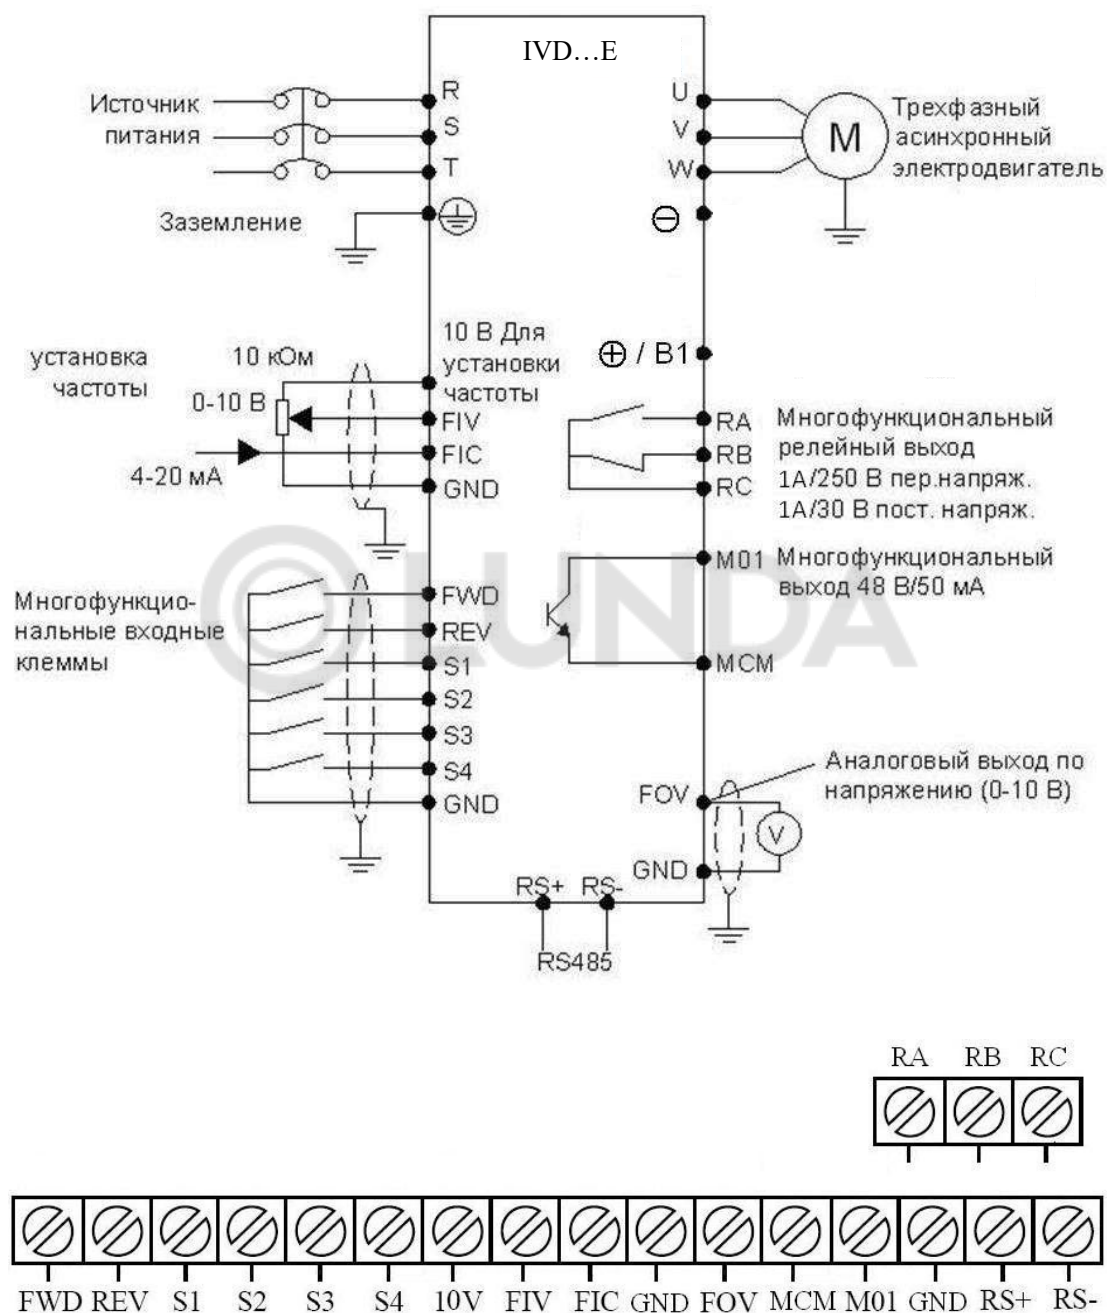 IVD…E
Источник
питания
R
S
T
Заземление
U
V
W
M
Трехфазный
асинхронный
электродвигатель
установка
частоты
10 кОм
0-10 В
4-20 мА
10 В Для
установки
частоты
FIV
FIC
GND
/ B1
RA
RB
RC
Многофункциональный
релейный выход
1А/250 В пер.напряж.
1А/30 В пост. напряж.
M01
Многофункциональный
выход 48 В/50 мА
MCM
LUNDA
Многофункцио-
нальные входные
клеммы
FWD
REV
S1
S2
S3
S4
GND
FOV
GND
V
Аналоговый выход по
напряжению (0-10 В)
RS+ RS-
RS485
RA RB RC
FWD REV S1 S2 S3 S4 10V FIV FIC GND FOV MCM M01 GND RS+ RS-